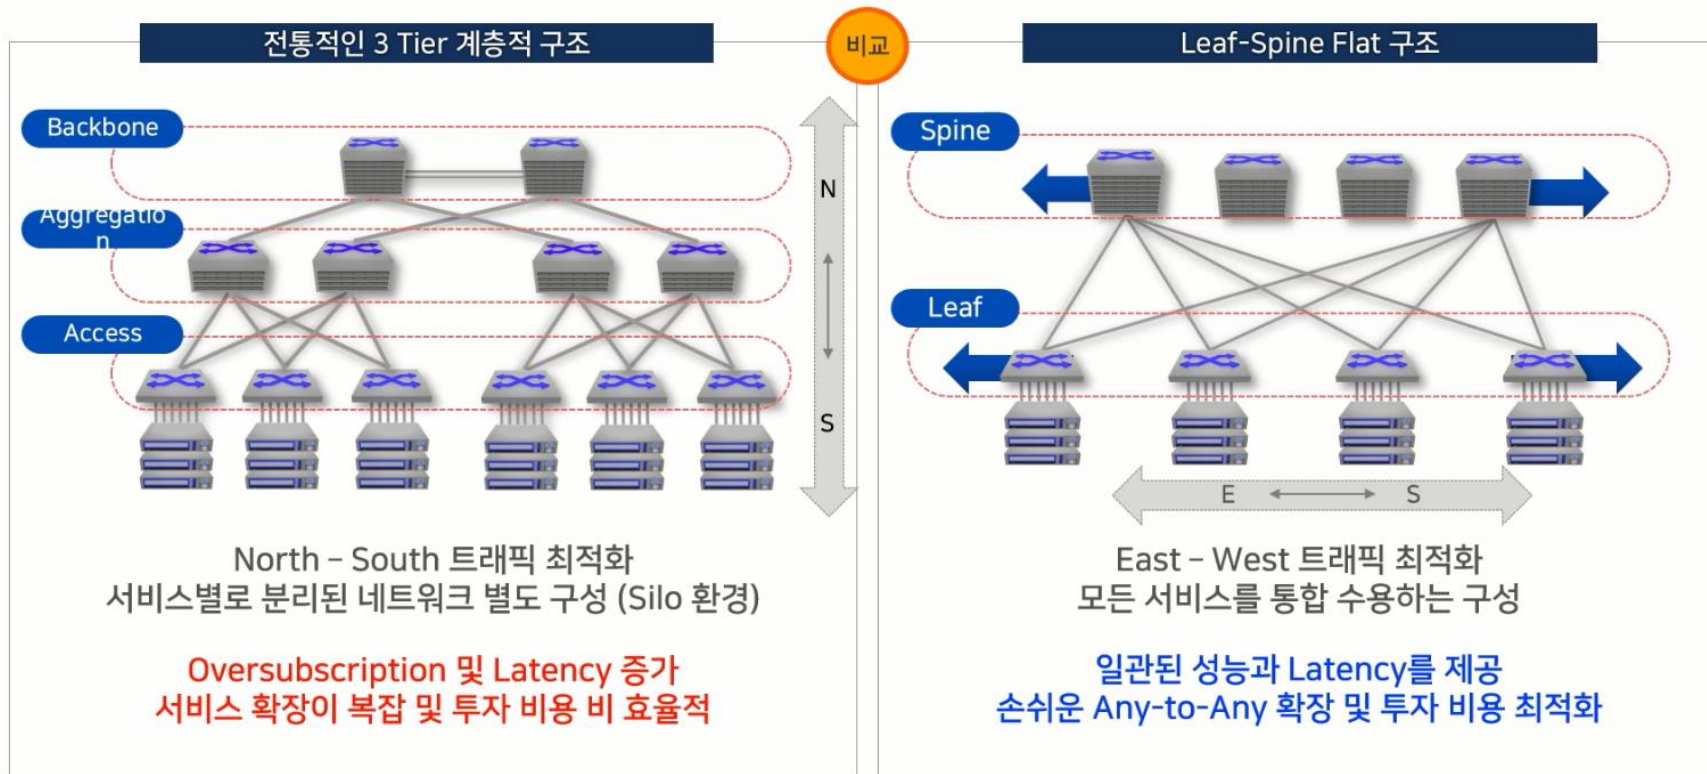 전통적인 3 Tier 계층적 구조
비교
Leaf-Spine Flat 구조
Backbone
Aggregatio
n
Access
N
S
North – South 트래픽 최적화
서비스별로 분리된 네트워크 별도 구성 (Silo 환경)
Oversubscription 및 Latency 증가
서비스 확장이 복잡 및 투자 비용 비 효율적
Spine
Leaf
E
S
East – West 트래픽 최적화
모든 서비스를 통합 수용하는 구성
일관된 성능과 Latency를 제공
손쉬운 Any-to-Any 확장 및 투자 비용 최적화